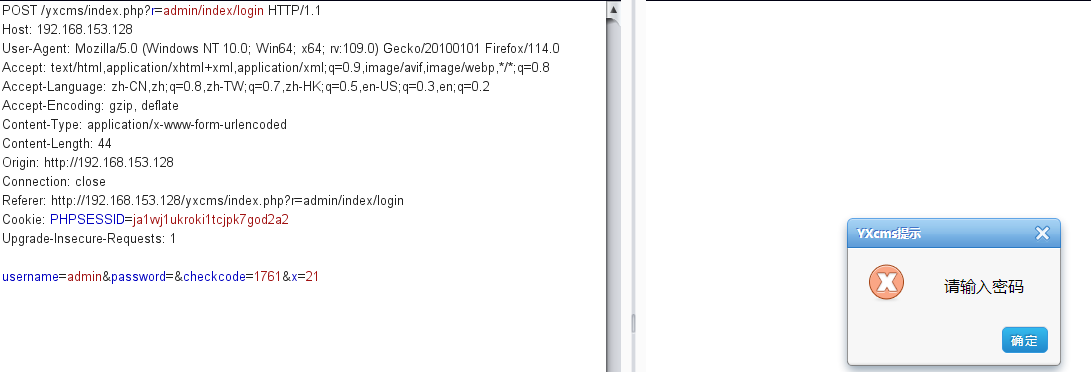 POST /yxcms/index.php?r=admin/index/login HTTP/1.1
Host: 192.168.153.128
User-Agent: Mozilla/5.0 (Windows NT 10.0; Win64; x64; rv:109.0) Gecko/20100101 Firefox/114.0
Accept: text/html,application/xhtml+xml,application/xml;q=0.9,image/avif,image/webp,*/*;q=0.8
Accept-Language: zh-CN,zh;q=0.8,zh-TW;q=0.7,zh-HK;q=0.5,en-US;q=0.3,en;q=0.2
Accept-Encoding: gzip, deflate
Content-Type: application/x-www-form-urlencoded
Content-Length: 44
Origin: http://192.168.153.128
Connection: close
Referer: http://192.168.153.128/yxcms/index.php?r=admin/index/login
Cookie: PHPSESSID=ja1vvj1ukroki1tcjpk7god2a2
Upgrade-Insecure-Requests: 1
username=admin&password=&checkcode=1761&x=21
YXcms提示
请输入密码
确定